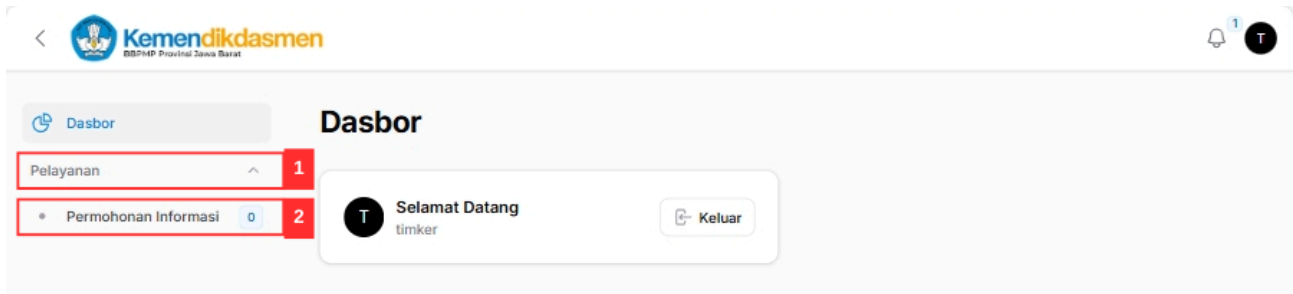 Kemendikdasmen
BBPMP Provinsi Jawa Barat
1
T
Dasbor
Pelayanan
1
Permohonan Informasi 0
2
Dasbor
T
Selamat Datang
timker
Keluar